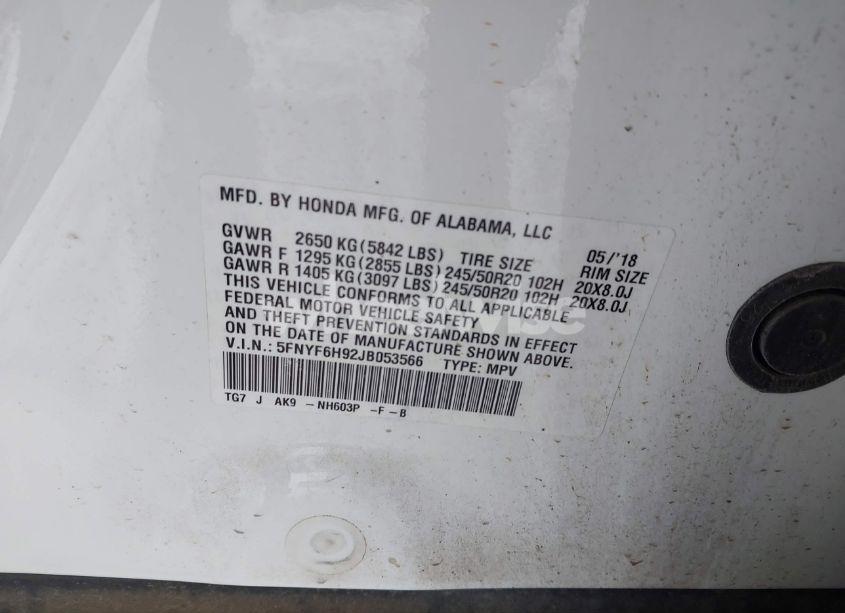 MFD. BY HONDA MFG. OF ALABAMA, LLC
GVWR 2650 KG (5842 LBS) TIRE SIZE 05/'18 RIM SIZE
GAWR F 1295 KG (2855 LBS) 245/50R20 102H 20X8.0J
GAWR R 1405 KG (3097 LBS) 245/50R20 102H 20X8.0J
THIS VEHICLE CONFORMS TO ALL APPLICABLE
FEDERAL MOTOR VEHICLE SAFETY
AND THEFT PREVENTION STANDARDS IN EFFECT
ON THE DATE OF MANUFACTURE SHOWN ABOVE.
V.I.N.: 5FNYF6H92JB053566 TYPE: MPV
TG7 J AK9 -NH603P -F-B